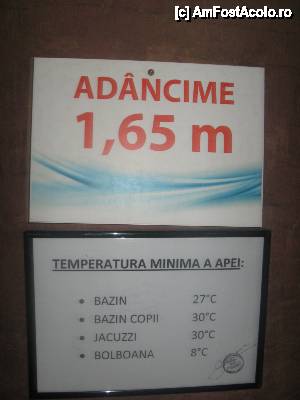 (c) AmFostAcolo.ro
ADÂNCIME
1,65 m
TEMPERATURA MINIMA A APEI:
• BAZIN 27°C
• BAZIN COPII 30°C
• JACUZZI 30°C
• BOLBOANA 8°C